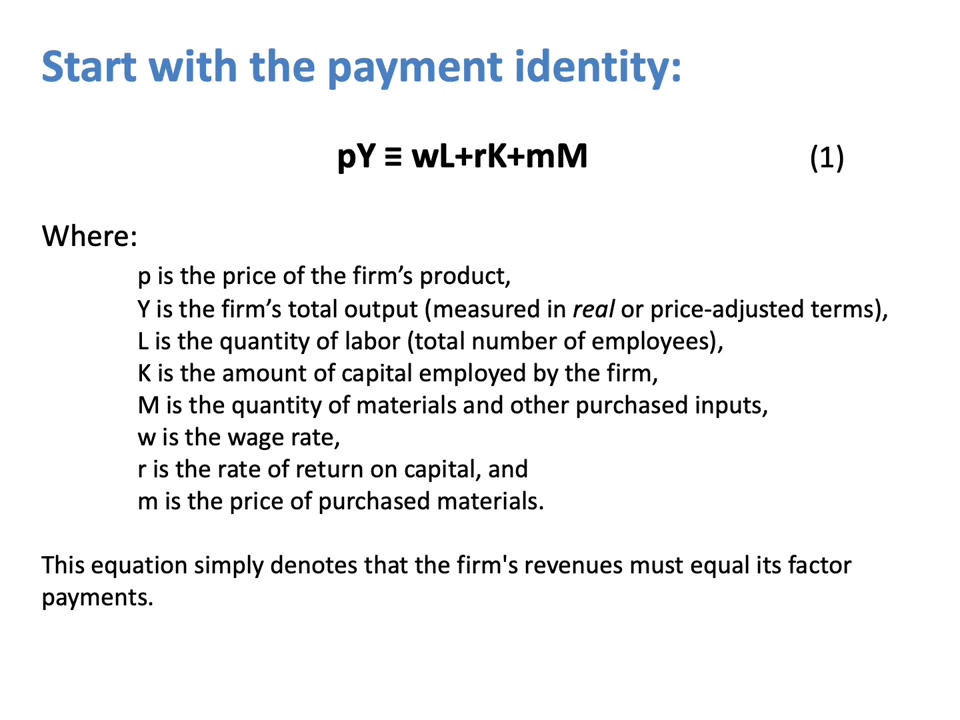 Start with the payment identity:
pY ≡ wL+rK+mM (1)
Where:
p is the price of the firm’s product,
Y is the firm’s total output (measured in real or price-adjusted terms),
L is the quantity of labor (total number of employees),
K is the amount of capital employed by the firm,
M is the quantity of materials and other purchased inputs,
w is the wage rate,
r is the rate of return on capital, and
m is the price of purchased materials.
This equation simply denotes that the firm's revenues must equal its factor
payments.